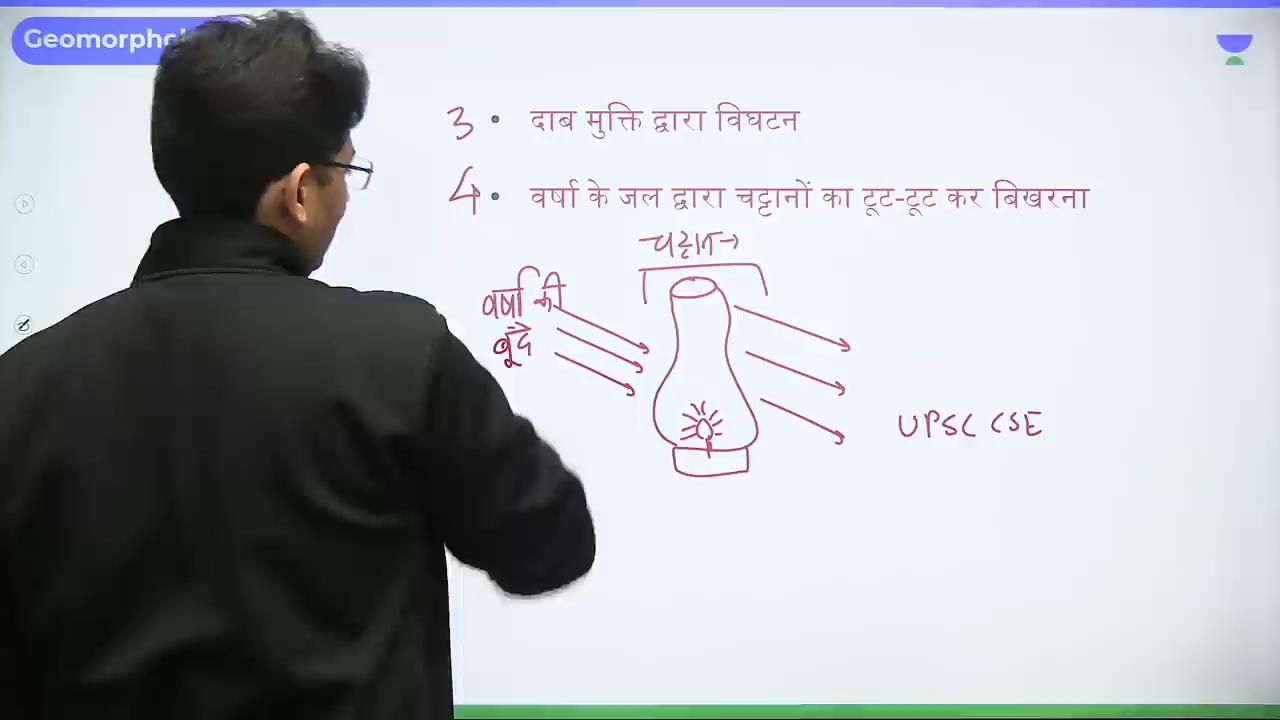 Geomorpho
3 • दाब मुक्ति द्वारा विघटन
4 • वर्षा के जल द्वारा चट्टानों का टूट-टूट कर बिखरना
चट्टान
वर्षा की
बूंदें
UPSC CSE